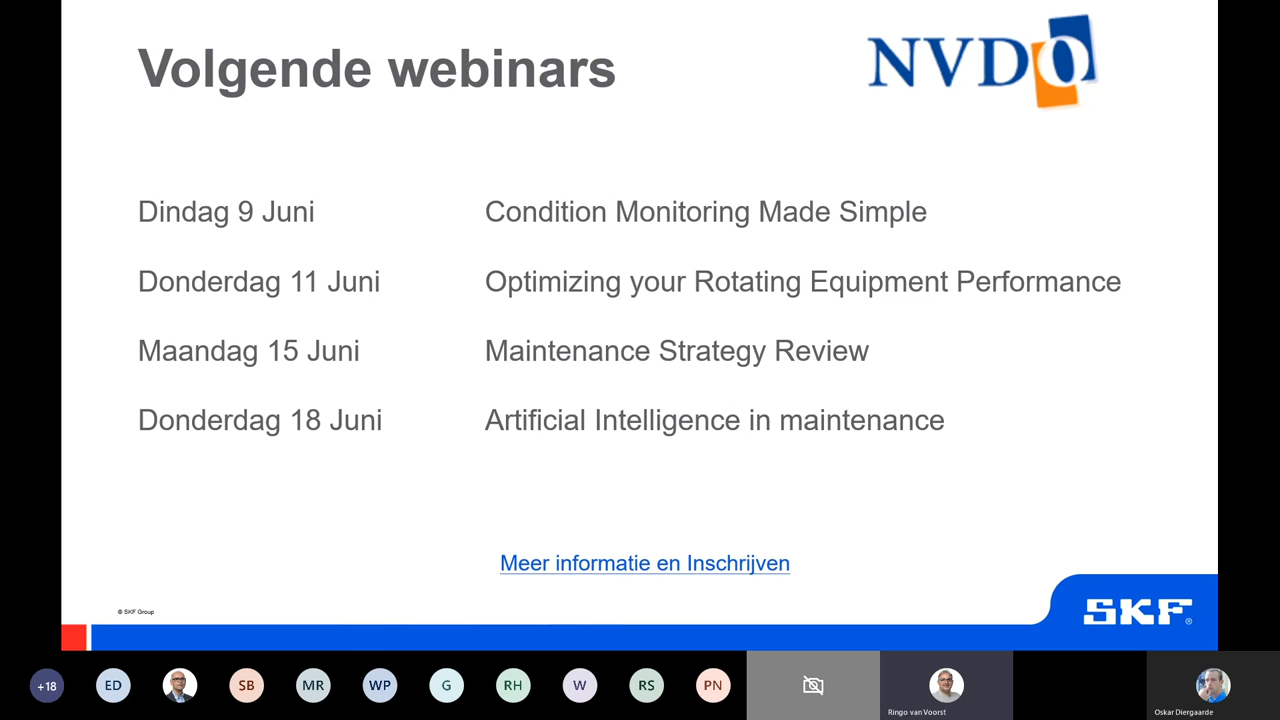 Volgende webinars
NVDO
Dindag 9 Juni Condition Monitoring Made Simple
Donderdag 11 Juni Optimizing your Rotating Equipment Performance
Maandag 15 Juni Maintenance Strategy Review
Donderdag 18 Juni Artificial Intelligence in maintenance
Meer informatie en Inschrijven
© SKF Group
SKF®
+18 ED SB MR WP G RH W RS PN
Ringo van Voorst
Oskar Diergaarde